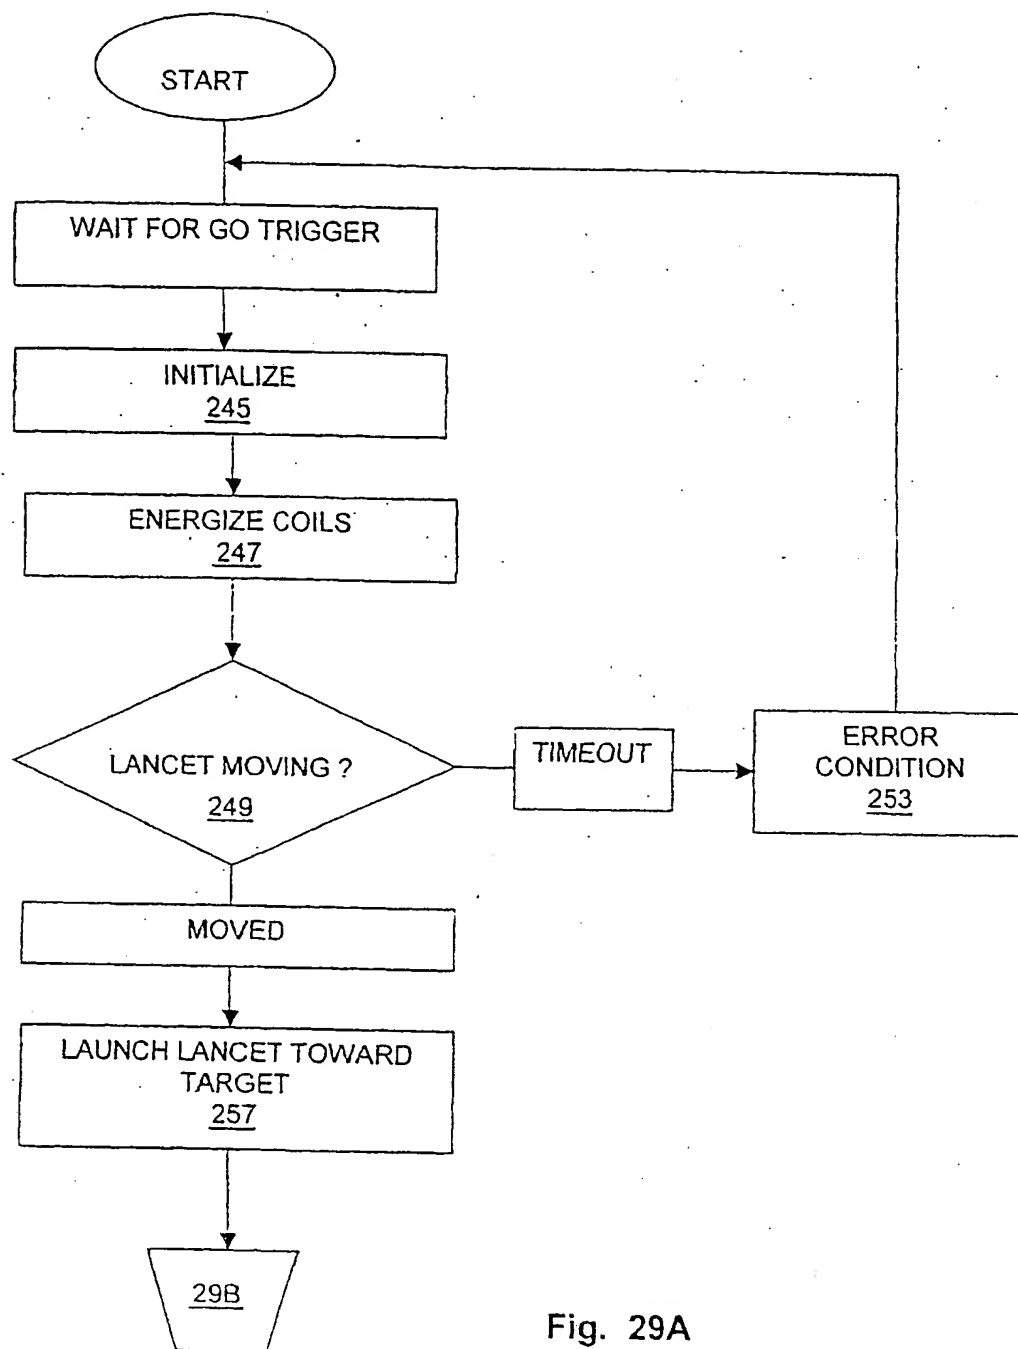 START
WAIT FOR GO TRIGGER
INITIALIZE
245
ENERGIZE COILS
247
LANCET MOVING ?
249
TIMEOUT
ERROR
CONDITION
253
MOVED
LAUNCH LANCET TOWARD
TARGET
257
29B
Fig. 29A